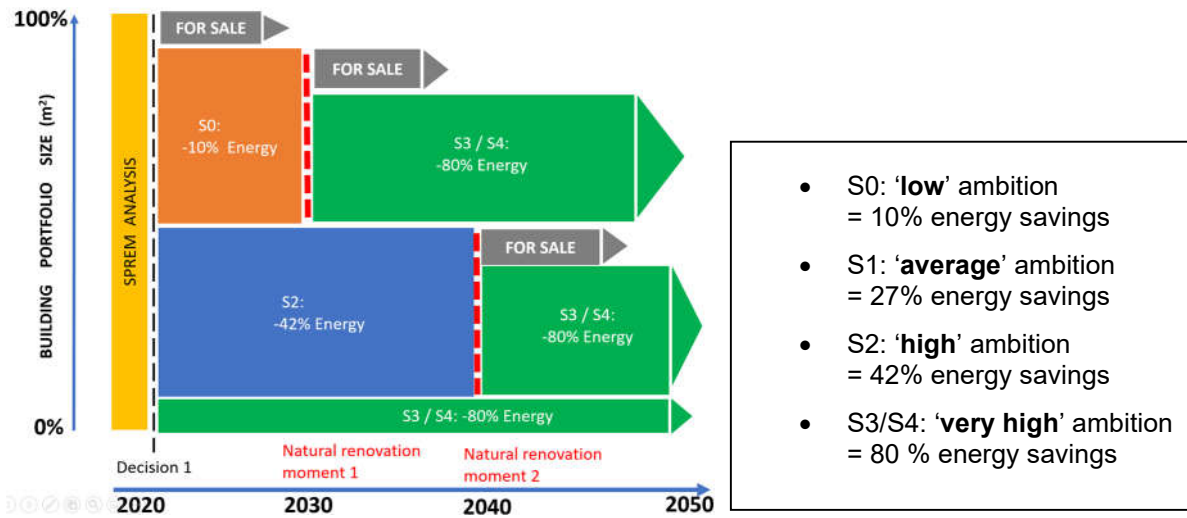 100%
BUILDING PORTFOLIO SIZE (m²)
0%
SPREM ANALYSIS
FOR SALE
FOR SALE
S0:
-10% Energy
S3 / S4:
-80% Energy
FOR SALE
S2:
-42% Energy
S3 / S4:
-80% Energy
S3 / S4: -80% Energy
Decision 1
Natural renovation
moment 1
Natural renovation
moment 2
2020
2030
2040
2050
• S0: ‘low’ ambition
= 10% energy savings
• S1: ‘average’ ambition
= 27% energy savings
• S2: ‘high’ ambition
= 42% energy savings
• S3/S4: ‘very high’ ambition
= 80 % energy savings